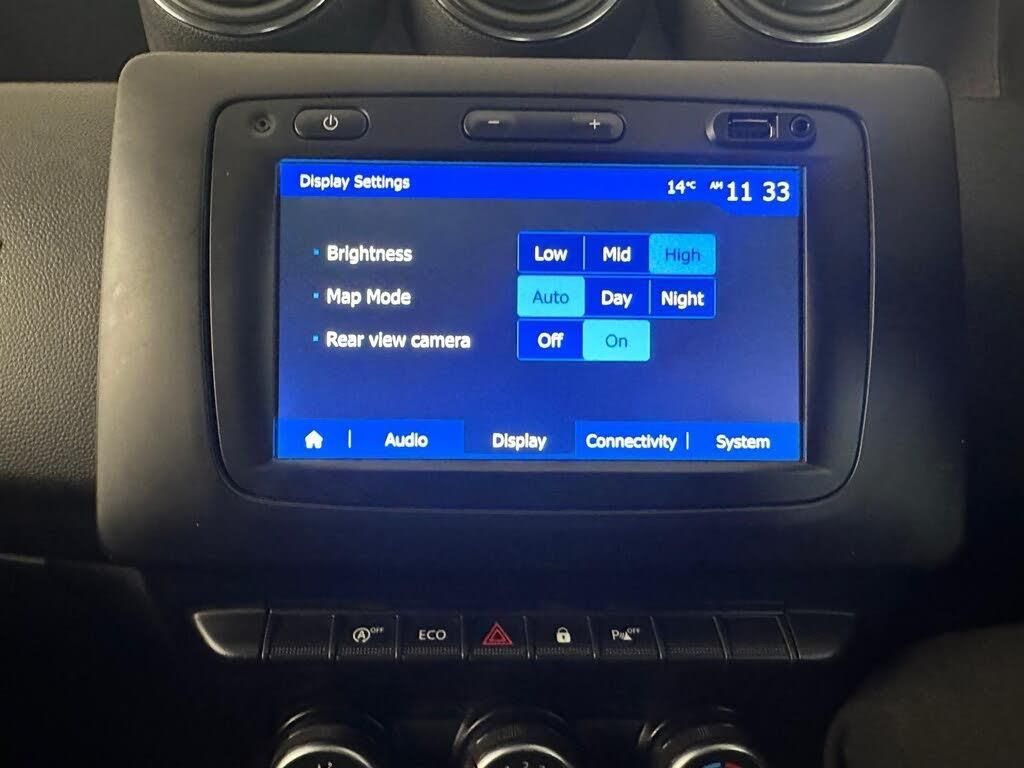 Display Settings 14°C AM 11 33
Brightness Low Mid High
Map Mode Auto Day Night
Rear view camera Off On
Audio Display Connectivity System
A OFF ECO P OFF